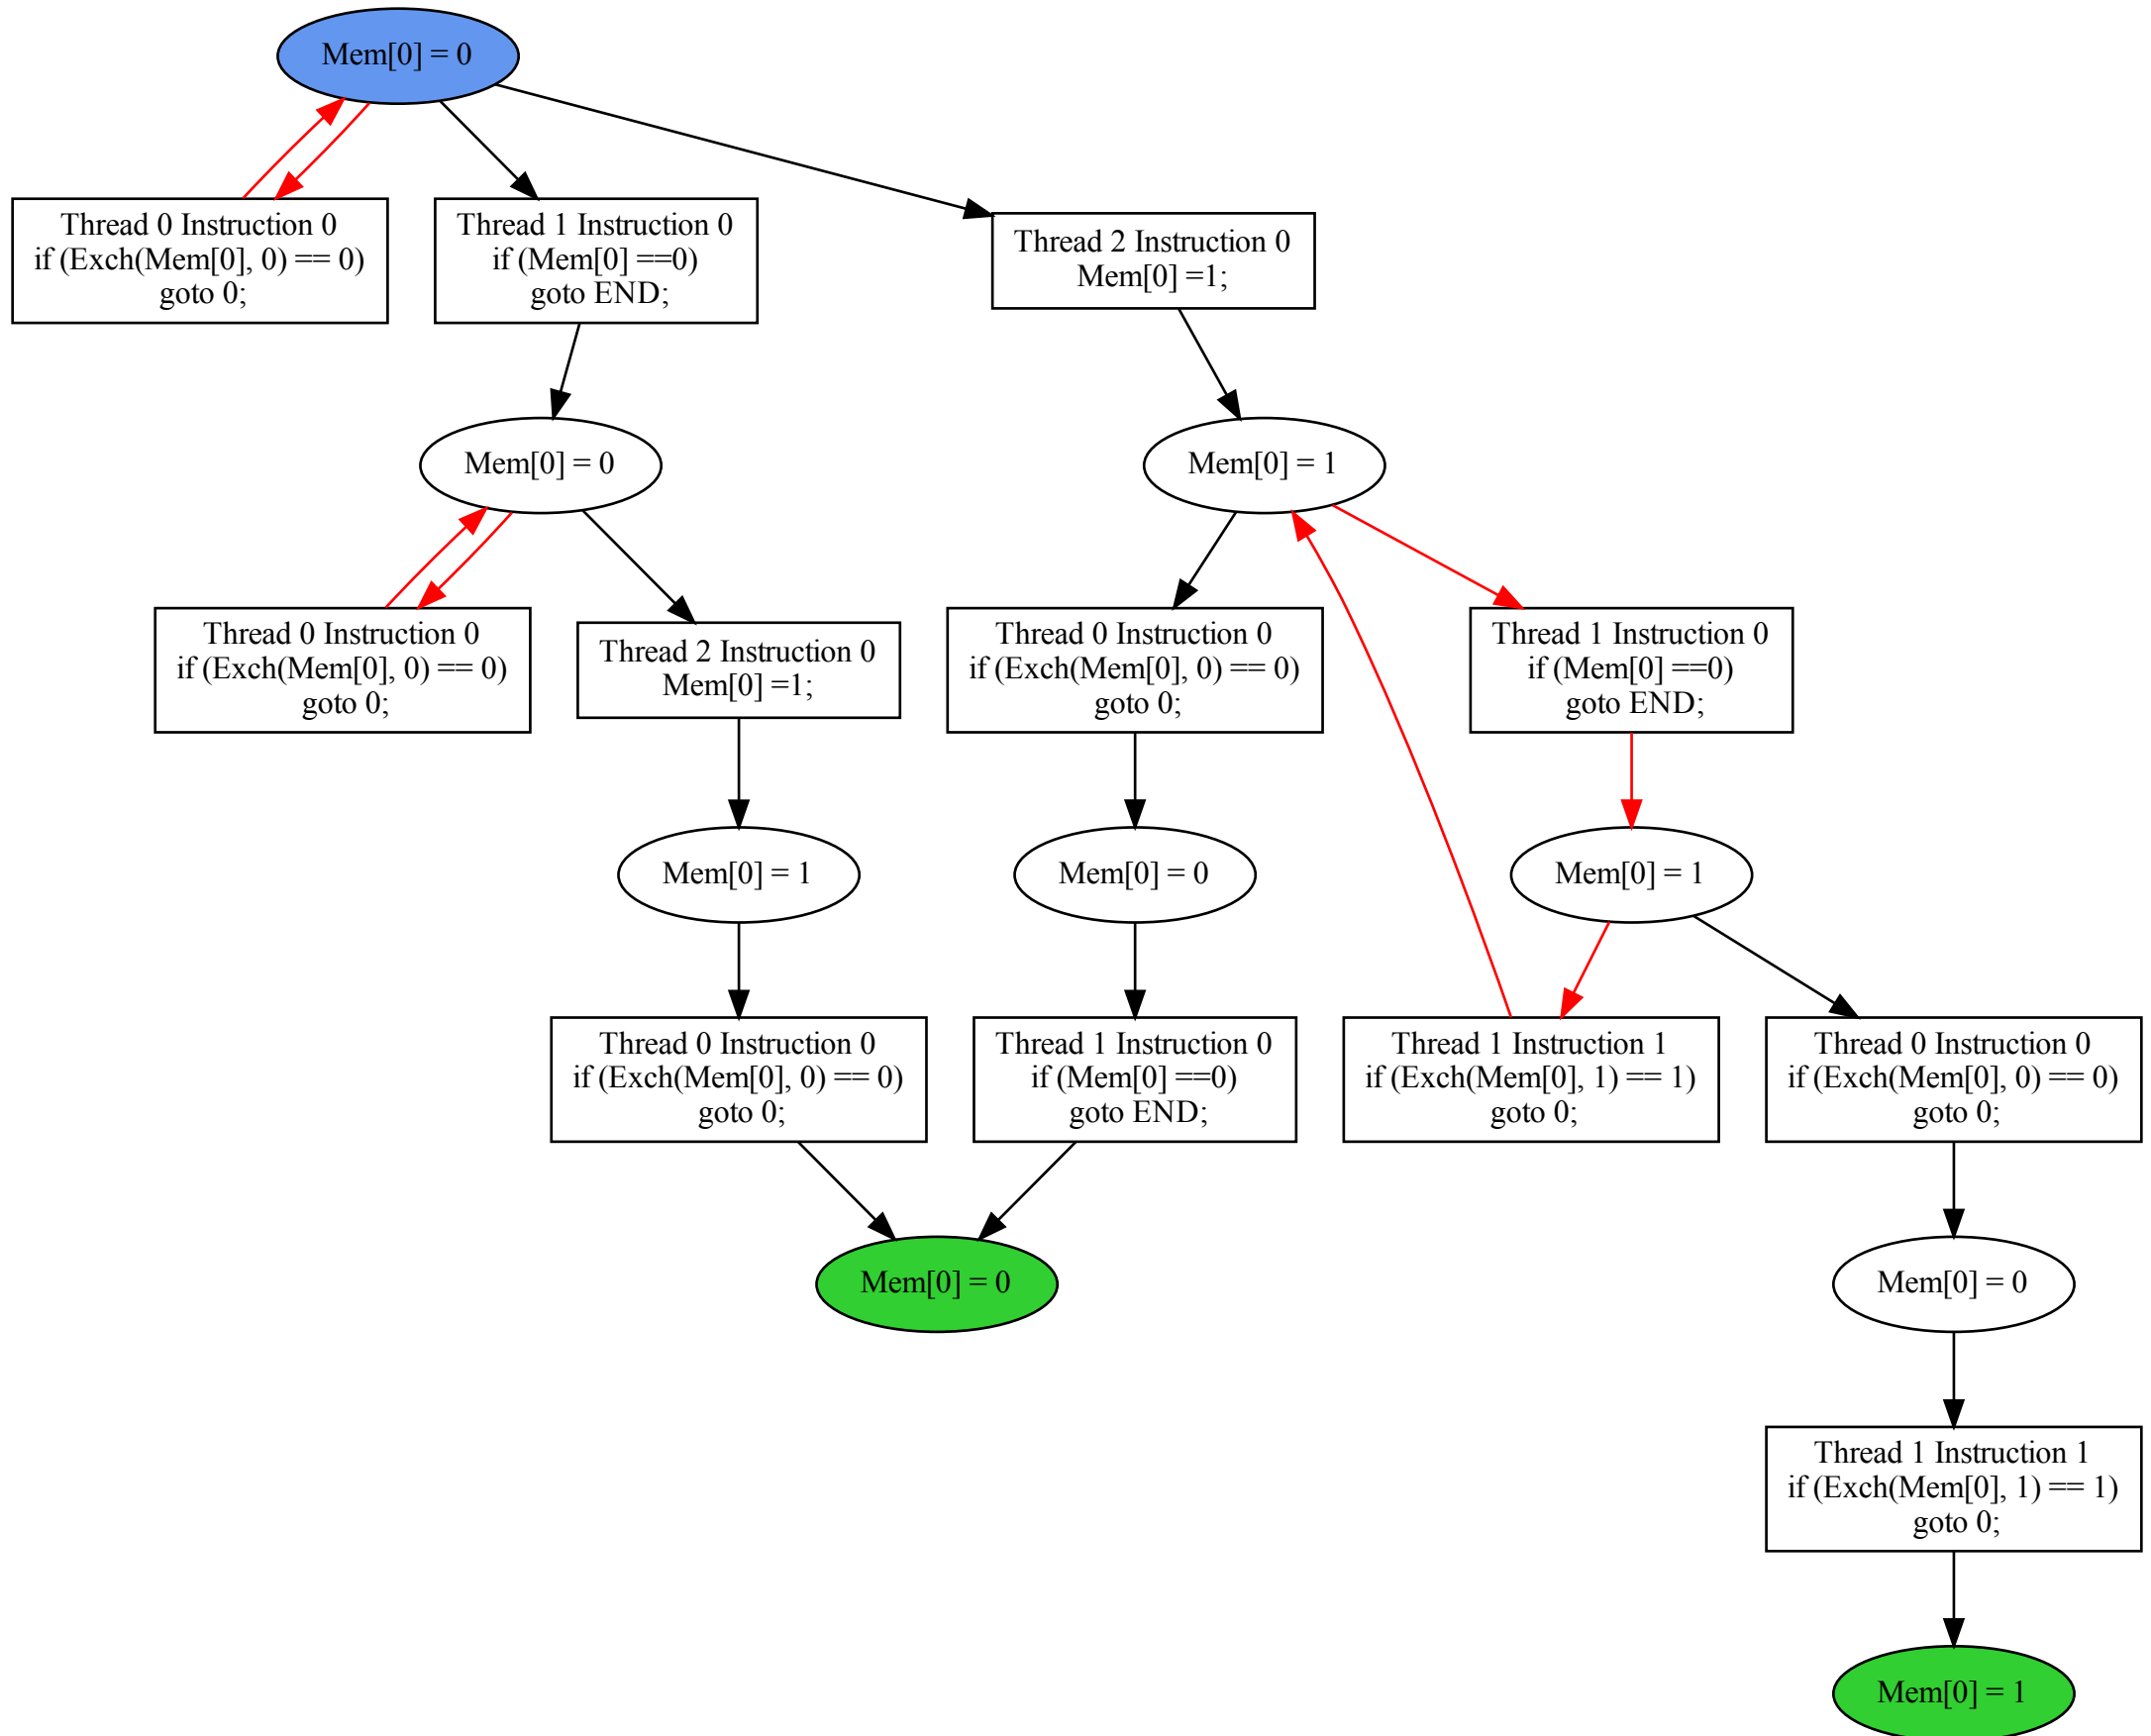 Mem[0] = 0
Thread 0 Instruction 0
if (Exch(Mem[0], 0) == 0)
goto 0;
Thread 1 Instruction 0
if (Mem[0] ==0)
goto END;
Thread 2 Instruction 0
Mem[0] =1;
Mem[0] = 0
Mem[0] = 1
Thread 0 Instruction 0
if (Exch(Mem[0], 0) == 0)
goto 0;
Thread 2 Instruction 0
Mem[0] =1;
Thread 0 Instruction 0
if (Exch(Mem[0], 0) == 0)
goto 0;
Thread 1 Instruction 0
if (Mem[0] ==0)
goto END;
Mem[0] = 1
Mem[0] = 0
Mem[0] = 1
Thread 0 Instruction 0
if (Exch(Mem[0], 0) == 0)
goto 0;
Thread 1 Instruction 0
if (Mem[0] ==0)
goto END;
Thread 1 Instruction 1
if (Exch(Mem[0], 1) == 1)
goto 0;
Thread 0 Instruction 0
if (Exch(Mem[0], 0) == 0)
goto 0;
Mem[0] = 0
Mem[0] = 0
Thread 1 Instruction 1
if (Exch(Mem[0], 1) == 1)
goto 0;
Mem[0] = 1